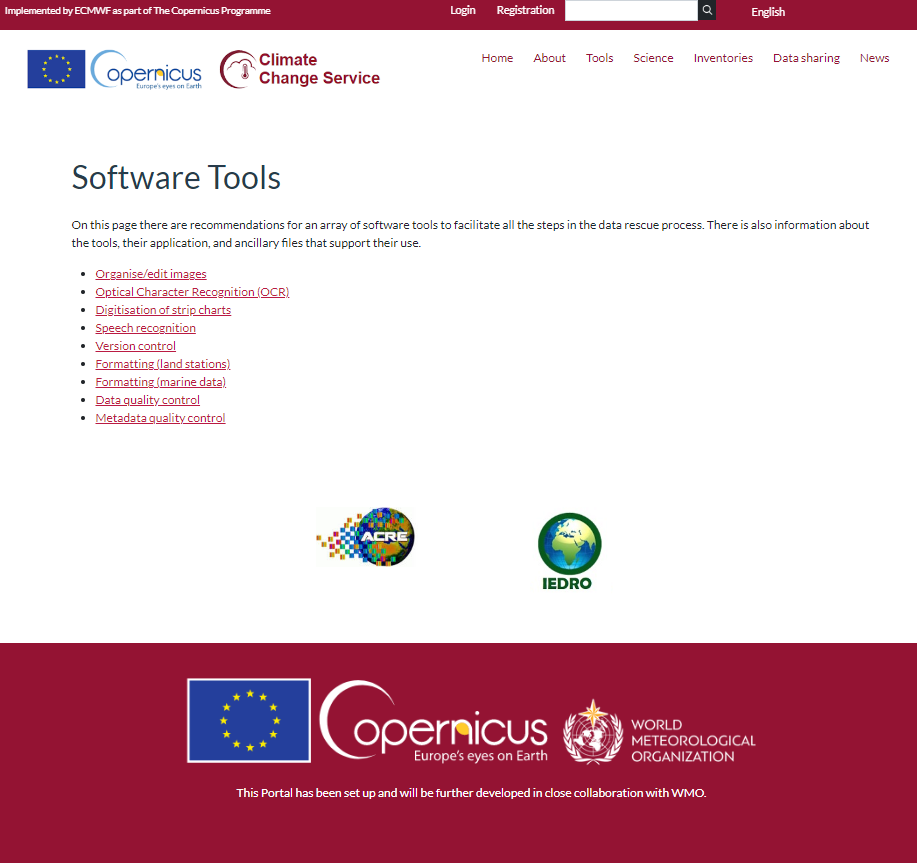 Implemented by ECMWF as part of The Copernicus Programme
Login
Registration
English
Copernicus
Europe's eyes on Earth
Climate
Change Service
Home
About
Tools
Science
Inventories
Data sharing
News
Software Tools
On this page there are recommendations for an array of software tools to facilitate all the steps in the data rescue process. There is also information about
the tools, their application, and ancillary files that support their use.
Organise/edit images
Optical Character Recognition (OCR)
Digitisation of strip charts
Speech recognition
Version control
Formatting (land stations)
Formatting (marine data)
Data quality control
Metadata quality control
ACRE
IEDRO
Copernicus
Europe's eyes on Earth
WORLD
METEOROLOGICAL
ORGANIZATION
This Portal has been set up and will be further developed in close collaboration with WMO.